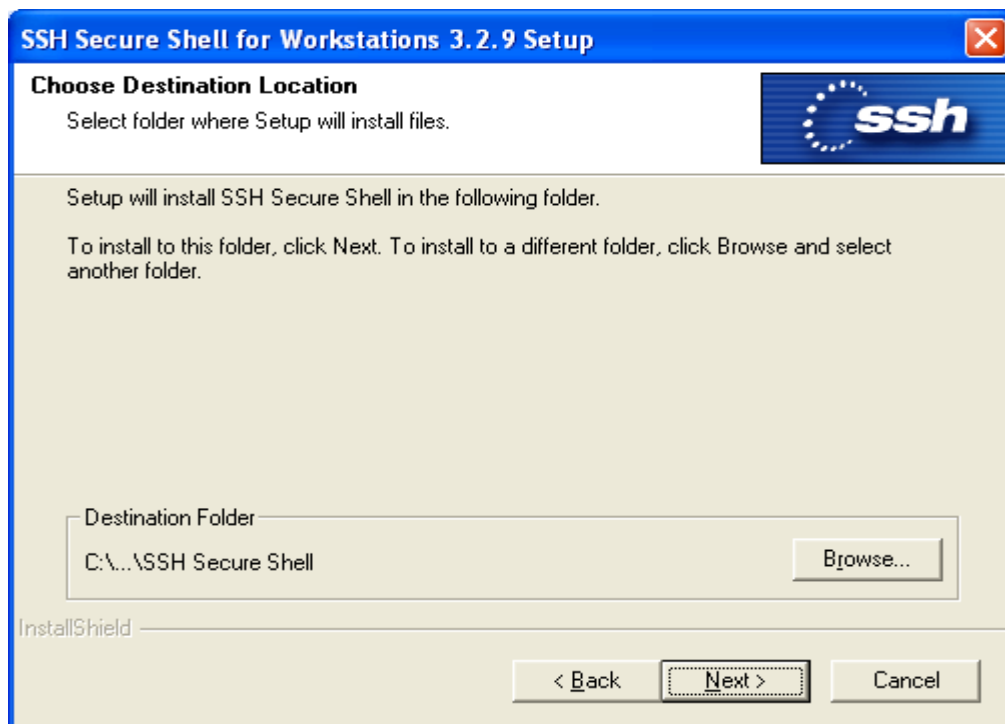 SSH Secure Shell for Workstations 3.2.9 Setup
Choose Destination Location
Select folder where Setup will install files.
ssh
Setup will install SSH Secure Shell in the following folder.
To install to this folder, click Next. To install to a different folder, click Browse and select
another folder.
Destination Folder
C:\...\SSH Secure Shell
Browse...
InstallShield
< Back
Next >
Cancel